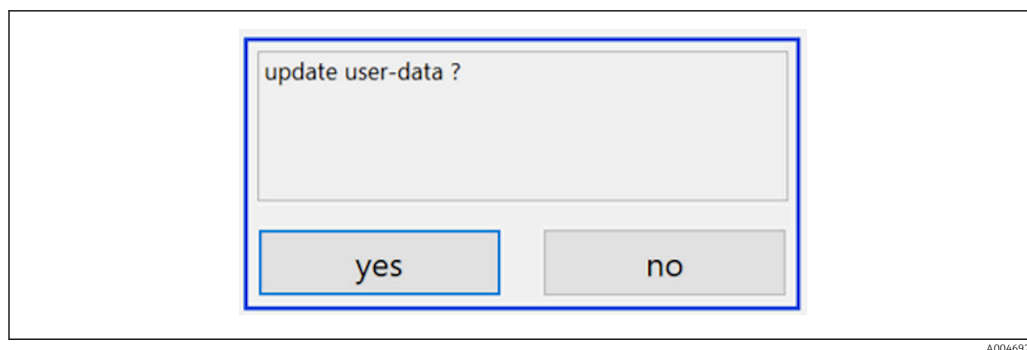 update user-data ?
yes
no